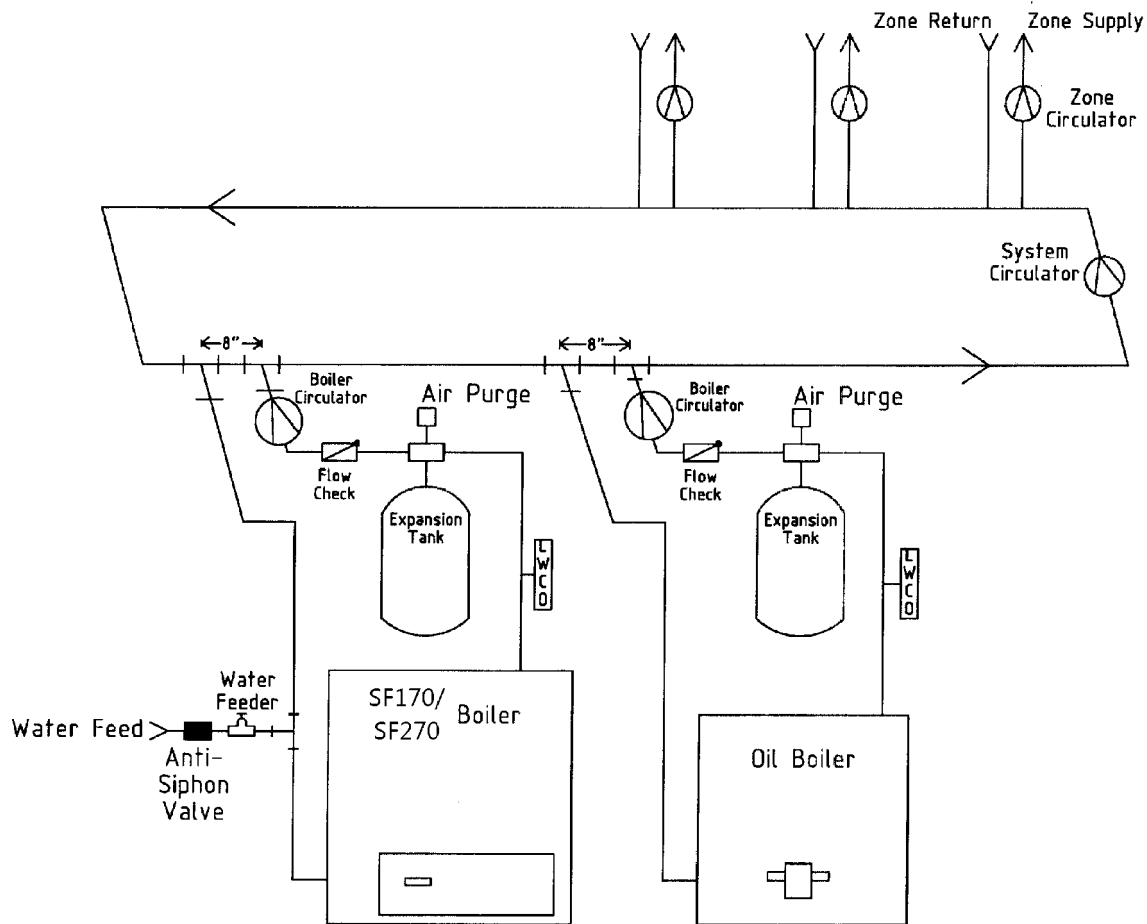 Zone Return
Zone Supply
Zone
Circulator
System
Circulator
8"
8"
Boiler
Circulator
Air Purge
Boiler
Circulator
Air Purge
Flow
Check
Flow
Check
Expansion
Tank
Expansion
Tank
LWCO
LWCO
Water
Feeder
SF170/
SF270
Boiler
Water Feed
Anti-
Siphon
Valve
Oil Boiler